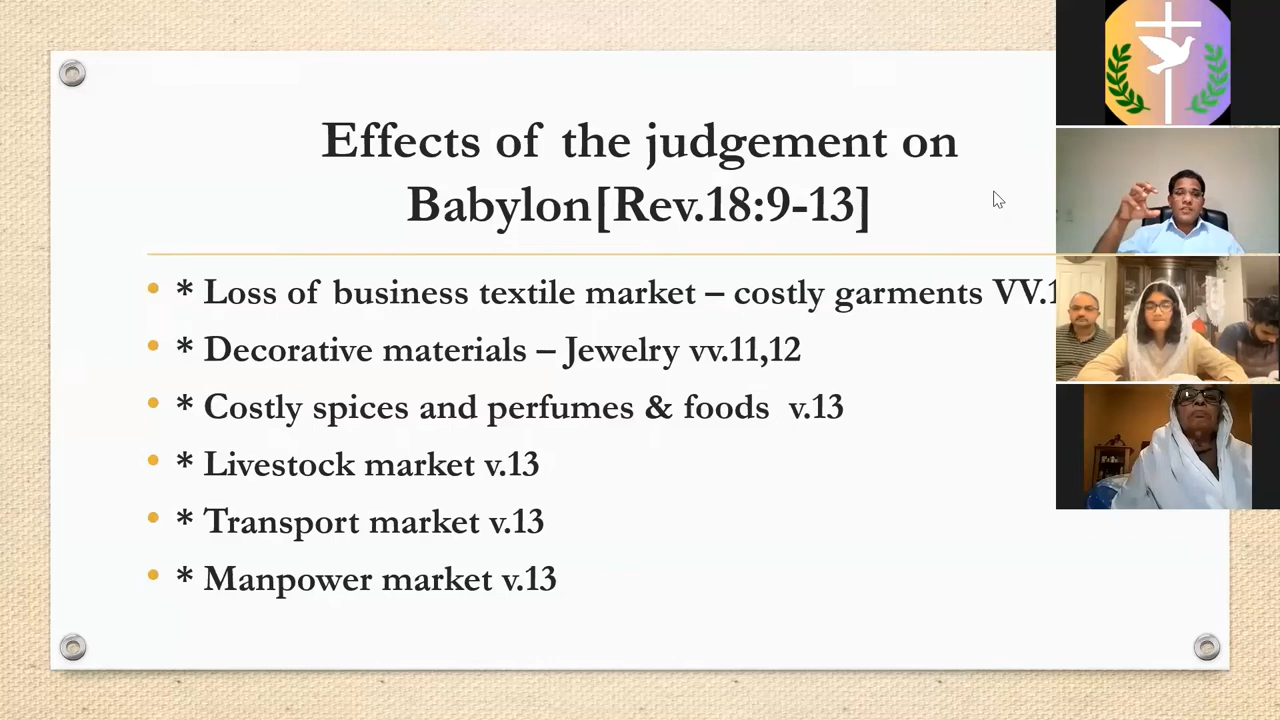 Effects of the judgement on
Babylon[Rev.18:9-13]
* Loss of business textile market – costly garments
* Decorative materials – Jewelry vv.11,12
* Costly spices and perfumes & foods v.13
* Livestock market v.13
* Transport market v.13
* Manpower market v.13